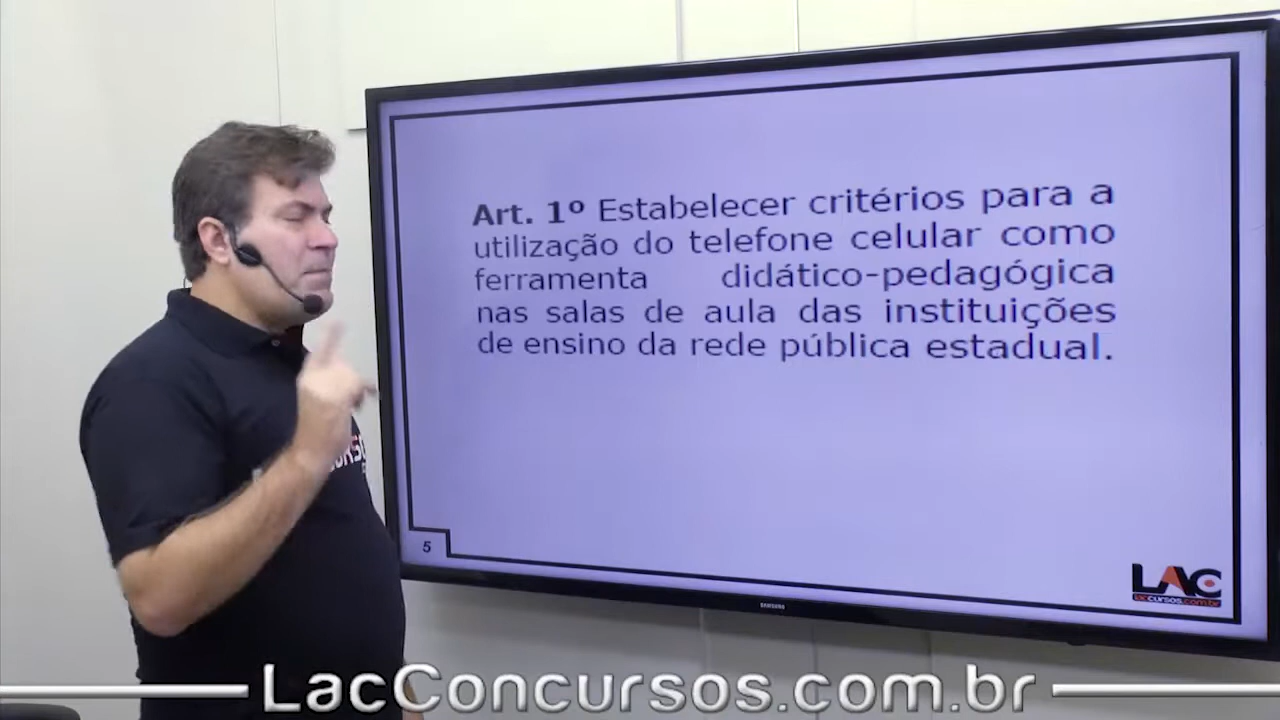 Art. 1º Estabelecer critérios para a
utilização do telefone celular como
ferramenta didático-pedagógica
nas salas de aula das instituições
de ensino da rede pública estadual.
5
LAC
laccursos.com.br
SAMSUNG
LacConcursos.com.br